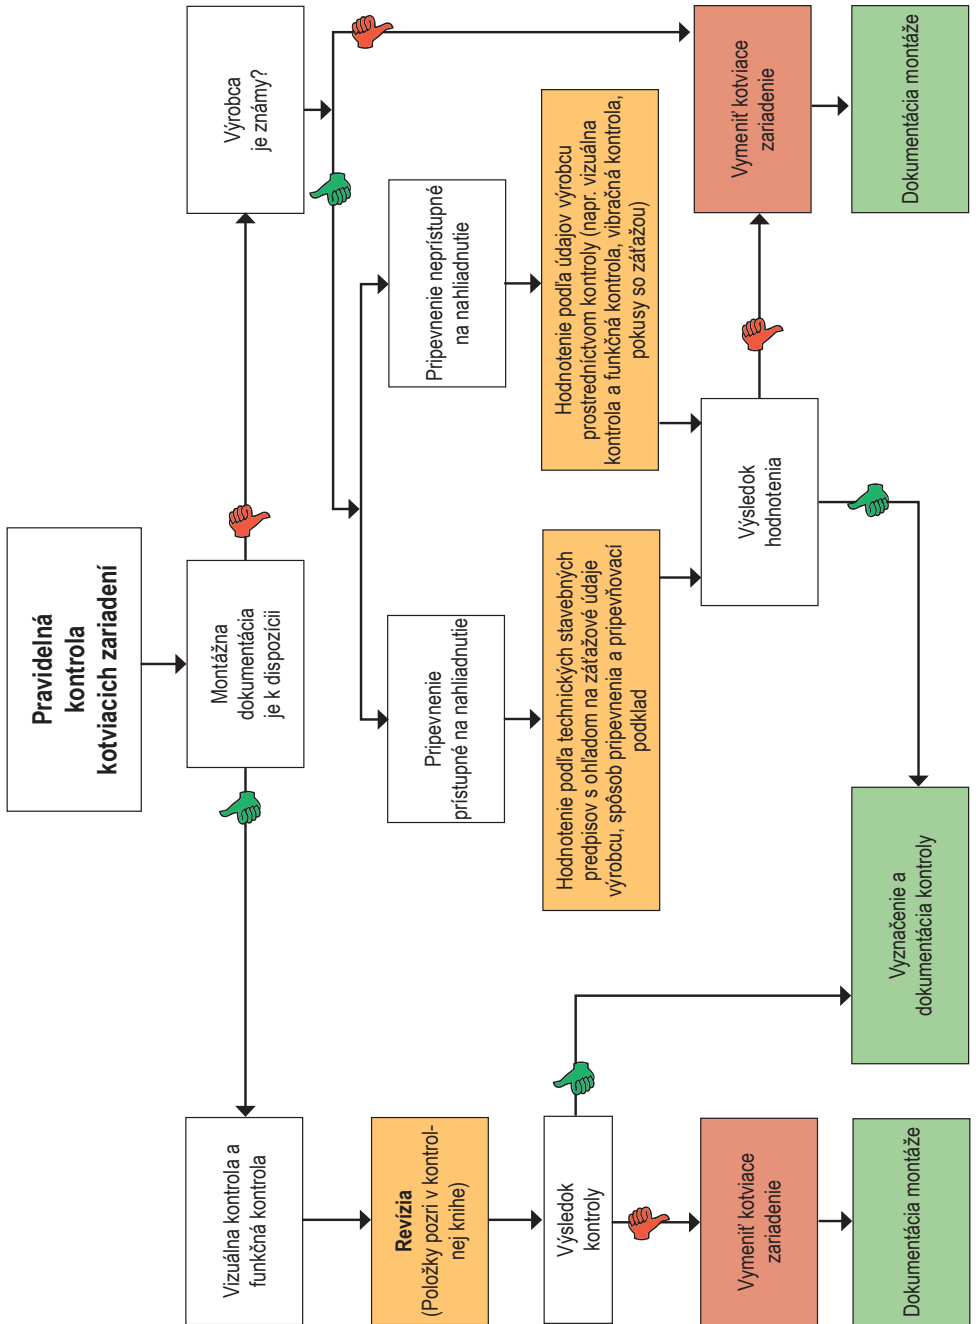 Pravidelná
kontrola
kotviacich zariadení
Montážna
dokumentácia
je k dispozícii
Vizuálna kontrola a
funkčná kontrola
Revízia
(Položky pozri v kontrol-
nej knihe)
Výsledok
kontroly
Vymeniť kotviace
zariadenie
Dokumentácia montáže
Výrobca
je známy?
Pripevnenie
prístupné na nahliadnutie
Pripevnenie neprístupné
na nahliadnutie
Hodnotenie podľa technických stavebných
predpisov s ohľadom na záťažové údaje
výrobcu, spôsob pripevnenia a pripevňovací
podklad
Hodnotenie podľa údajov výrobcu
prostredníctvom kontroly (napr. vizuálna
kontrola a funkčná kontrola, vibračná kontrola,
pokusy so záťažou)
Výsledok
hodnotenia
Vyznačenie a
dokumentácia kontroly
Vymeniť kotviace
zariadenie
Dokumentácia montáže